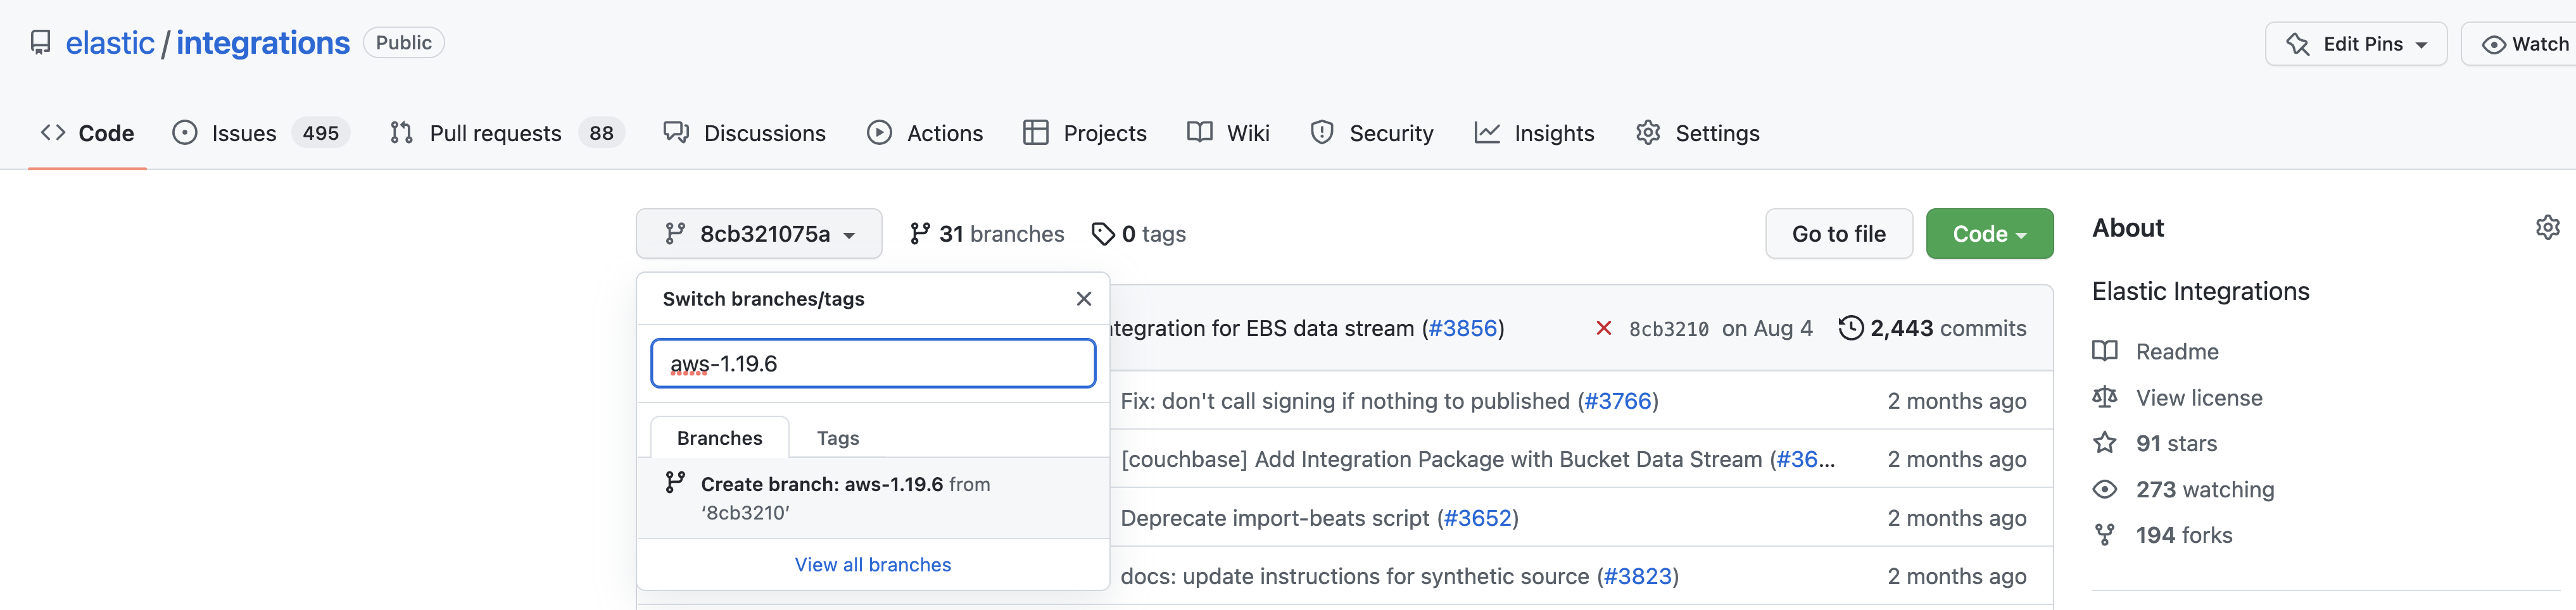 elastic / integrations Public
Edit Pins
Watch
Code
Issues 495
Pull requests 88
Discussions
Actions
Projects
Wiki
Security
Insights
Settings
8cb321075a
31 branches
0 tags
Go to file
Code
Switch branches/tags
aws-1.19.6
Branches
Tags
Create branch: aws-1.19.6 from
‘8cb3210’
View all branches
tegration for EBS data stream (#3856)
8cb3210 on Aug 4
2,443 commits
Fix: don't call signing if nothing to published (#3766)
2 months ago
[couchbase] Add Integration Package with Bucket Data Stream (#36...
2 months ago
Deprecate import-beats script (#3652)
2 months ago
docs: update instructions for synthetic source (#3823)
2 months ago
About
Elastic Integrations
Readme
View license
91 stars
273 watching
194 forks